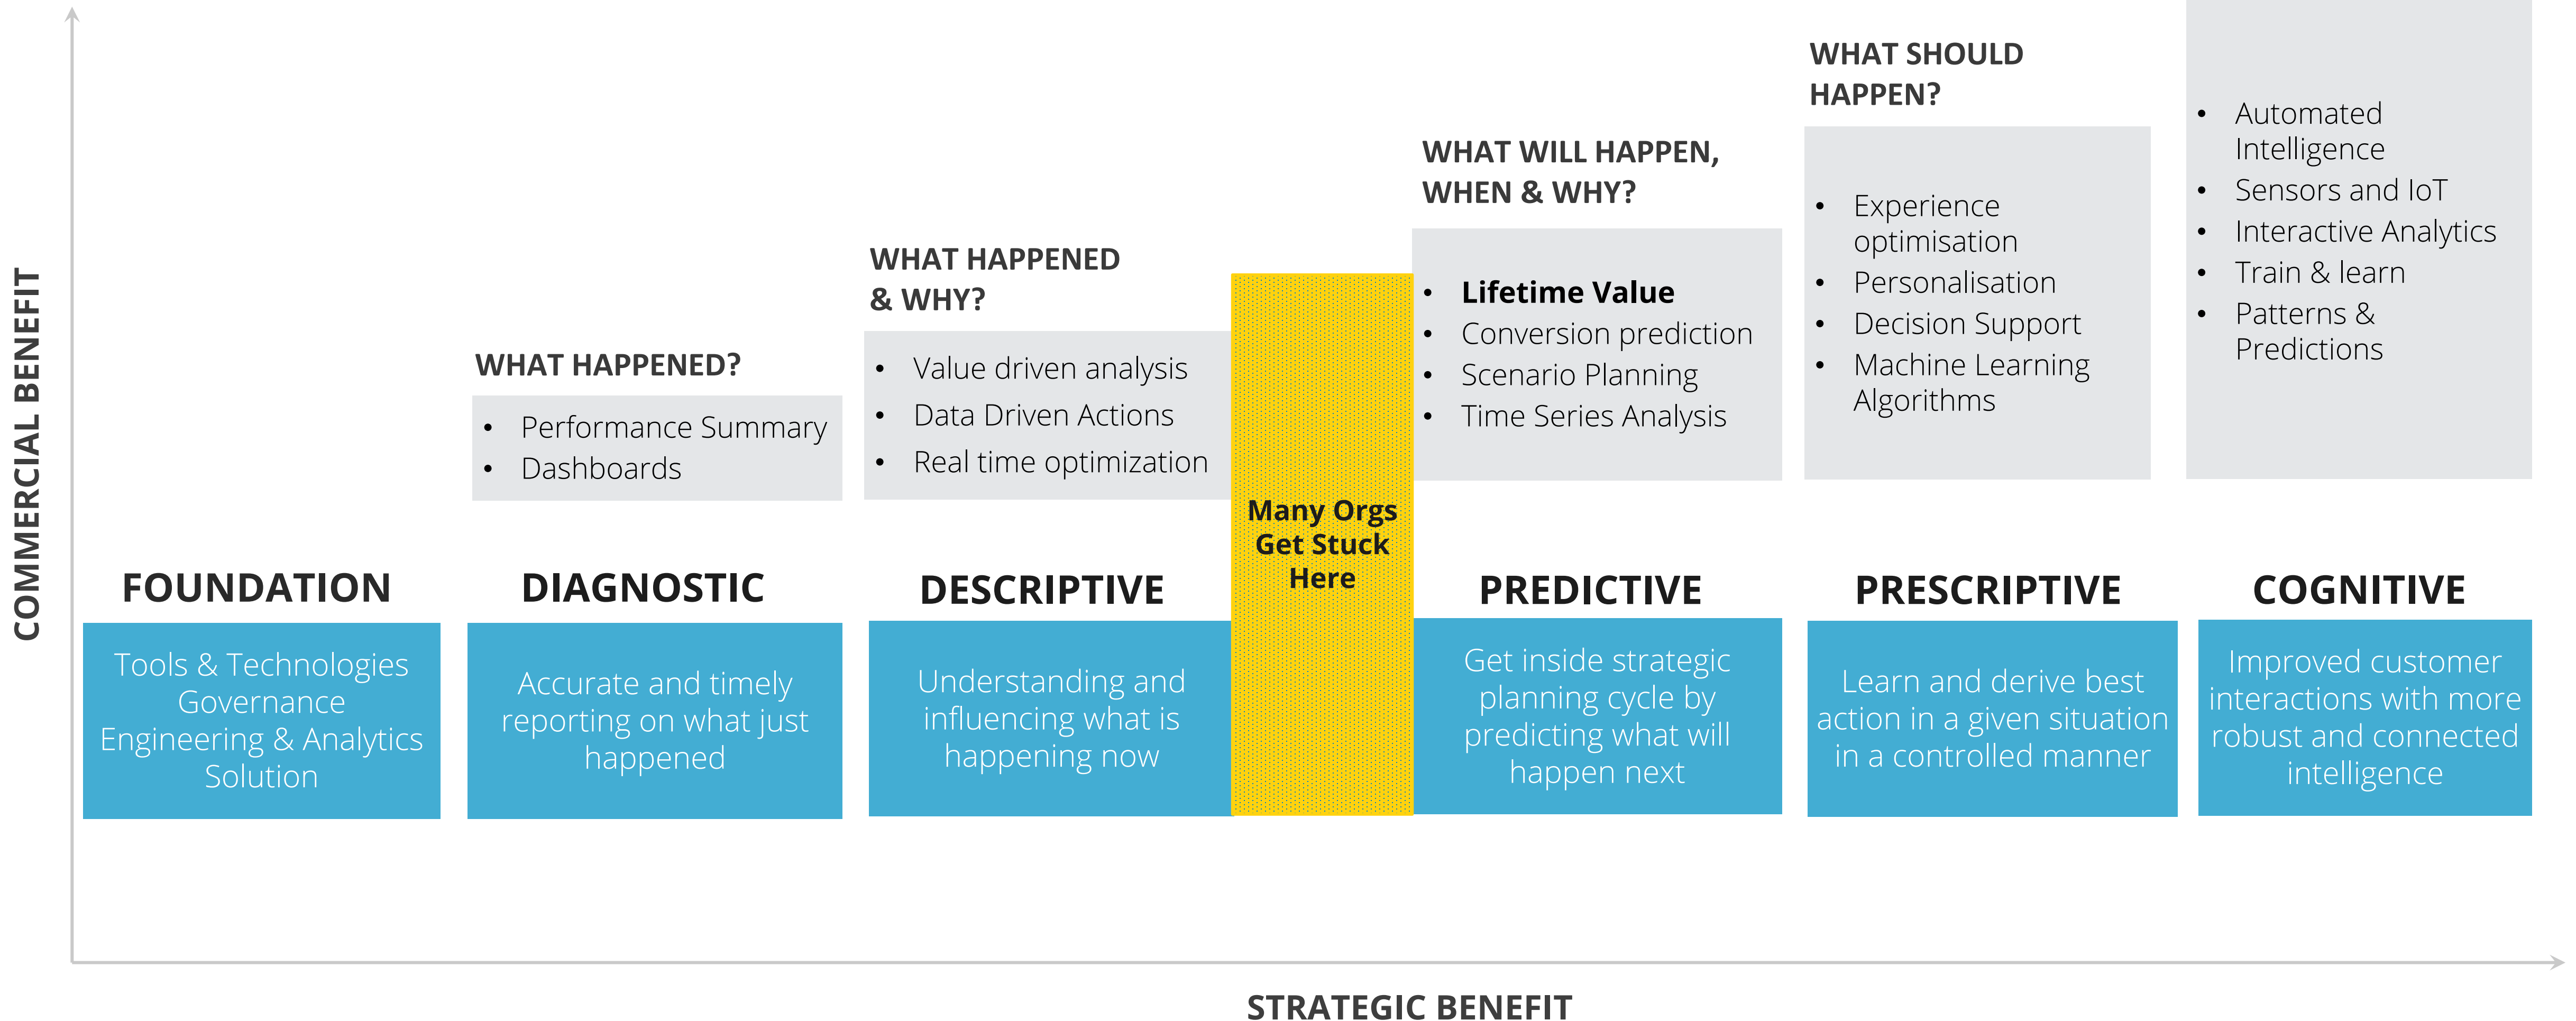 COMMERCIAL BENEFIT
FOUNDATION
Tools & Technologies
Governance
Engineering & Analytics
Solution
WHAT HAPPENED?
• Performance Summary
• Dashboards
DIAGNOSTIC
Accurate and timely
reporting on what just
happened
WHAT HAPPENED
& WHY?
• Value driven analysis
• Data Driven Actions
• Real time optimization
DESCRIPTIVE
Understanding and
influencing what is
happening now
Many Orgs
Get Stuck
Here
WHAT WILL HAPPEN,
WHEN & WHY?
• Lifetime Value
• Conversion prediction
• Scenario Planning
• Time Series Analysis
PREDICTIVE
Get inside strategic
planning cycle by
predicting what will
happen next
WHAT SHOULD
HAPPEN?
• Experience
optimisation
• Personalisation
• Decision Support
• Machine Learning
Algorithms
PRESCRIPTIVE
Learn and derive best
action in a given situation
in a controlled manner
• Automated
Intelligence
• Sensors and IoT
• Interactive Analytics
• Train & learn
• Patterns &
Predictions
COGNITIVE
Improved customer
interactions with more
robust and connected
intelligence
STRATEGIC BENEFIT